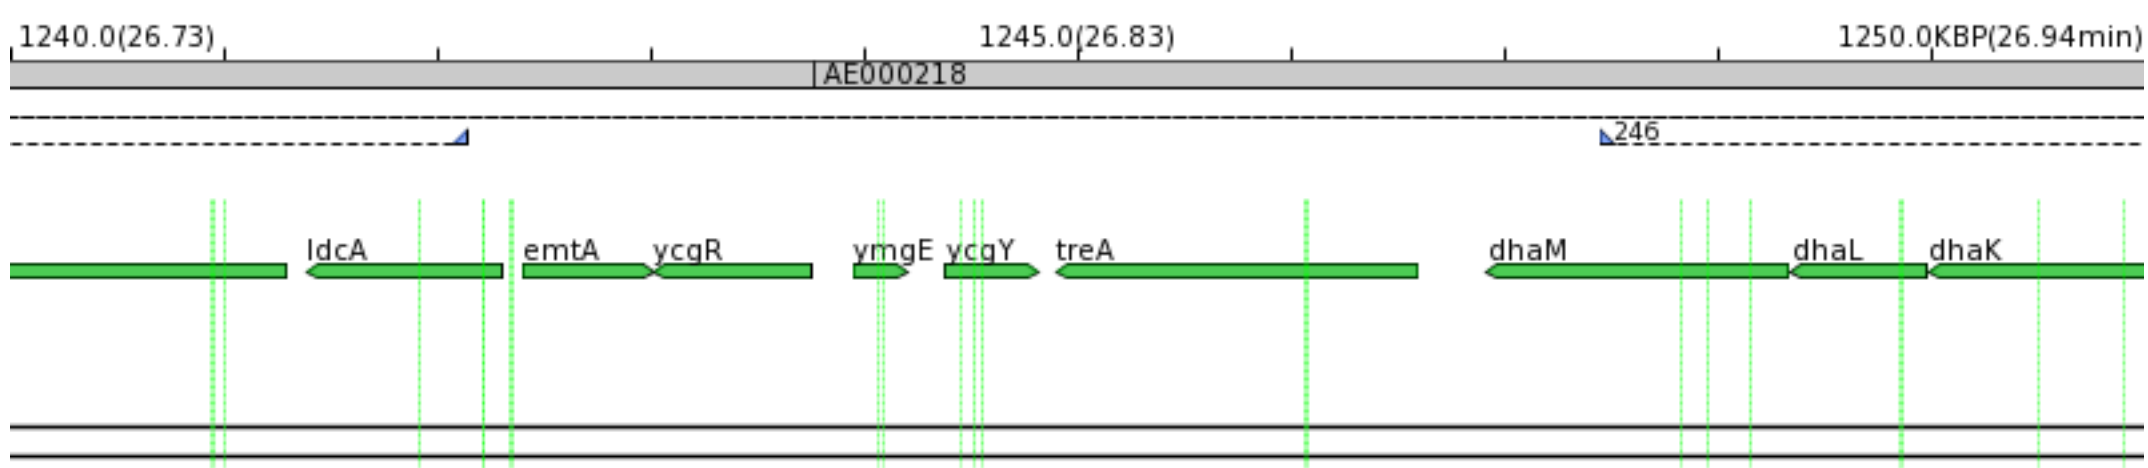 1240.0(26.73) 1245.0(26.83) 1250.0KBP(26.94min)
AE000218
246
ldcA emtA ycgR ymgE ycgY treA dhaM dhaL dhaK